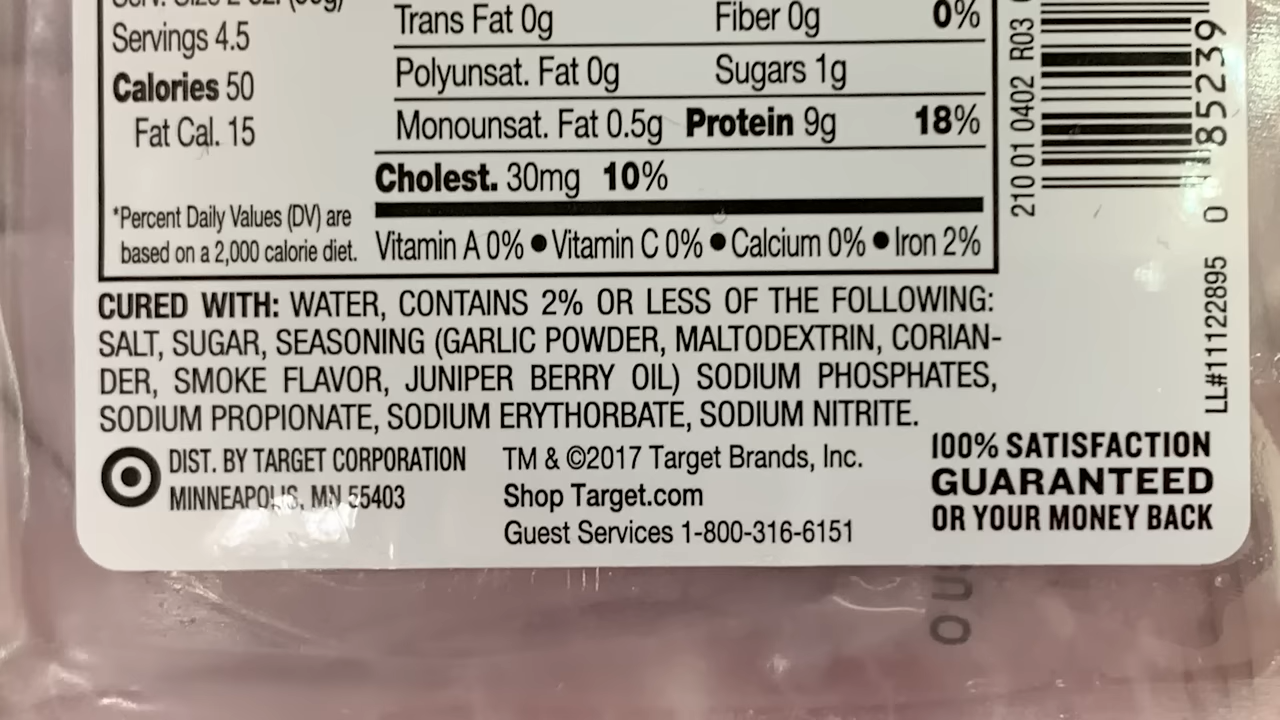 Servings 4.5
Calories 50
Fat Cal. 15
*Percent Daily Values (DV) are
based on a 2,000 calorie diet.
Trans Fat 0g Fiber 0g 0%
Polyunsat. Fat 0g Sugars 1g
Monounsat. Fat 0.5g Protein 9g 18%
Cholest. 30mg 10%
Vitamin A 0% ● Vitamin C 0% ● Calcium 0% ● Iron 2%
CURED WITH: WATER, CONTAINS 2% OR LESS OF THE FOLLOWING:
SALT, SUGAR, SEASONING (GARLIC POWDER, MALTODEXTRIN, CORIAN-
DER, SMOKE FLAVOR, JUNIPER BERRY OIL) SODIUM PHOSPHATES,
SODIUM PROPIONATE, SODIUM ERYTHORBATE, SODIUM NITRITE.
DIST. BY TARGET CORPORATION
MINNEAPOLIS, MN 55403
TM & ©2017 Target Brands, Inc.
Shop Target.com
Guest Services 1-800-316-6151
100% SATISFACTION
GUARANTEED
OR YOUR MONEY BACK
210 01 0402 R03
0 85239
LL#11122895